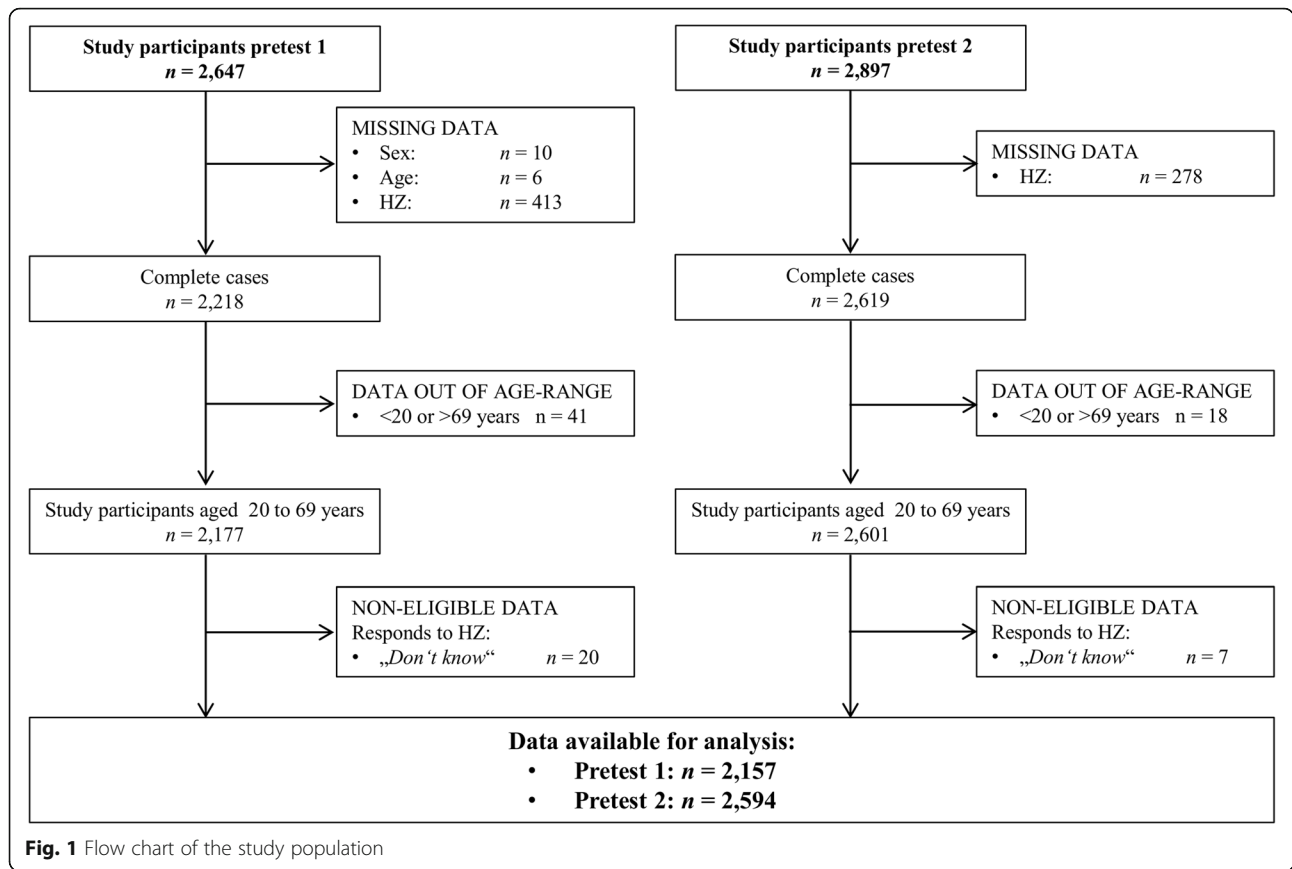 Study participants pretest 1
n = 2,647
MISSING DATA
• Sex: n = 10
• Age: n = 6
• HZ: n = 413
Complete cases
n = 2,218
DATA OUT OF AGE-RANGE
• <20 or >69 years n = 41
Study participants aged 20 to 69 years
n = 2,177
NON-ELIGIBLE DATA
Responds to HZ:
• „Don‘t know“ n = 20
Study participants pretest 2
n = 2,897
MISSING DATA
• HZ: n = 278
Complete cases
n = 2,619
DATA OUT OF AGE-RANGE
• <20 or >69 years n = 18
Study participants aged 20 to 69 years
n = 2,601
NON-ELIGIBLE DATA
Responds to HZ:
• „Don‘t know“ n = 7
Data available for analysis:
• Pretest 1: n = 2,157
• Pretest 2: n = 2,594
Fig. 1 Flow chart of the study population